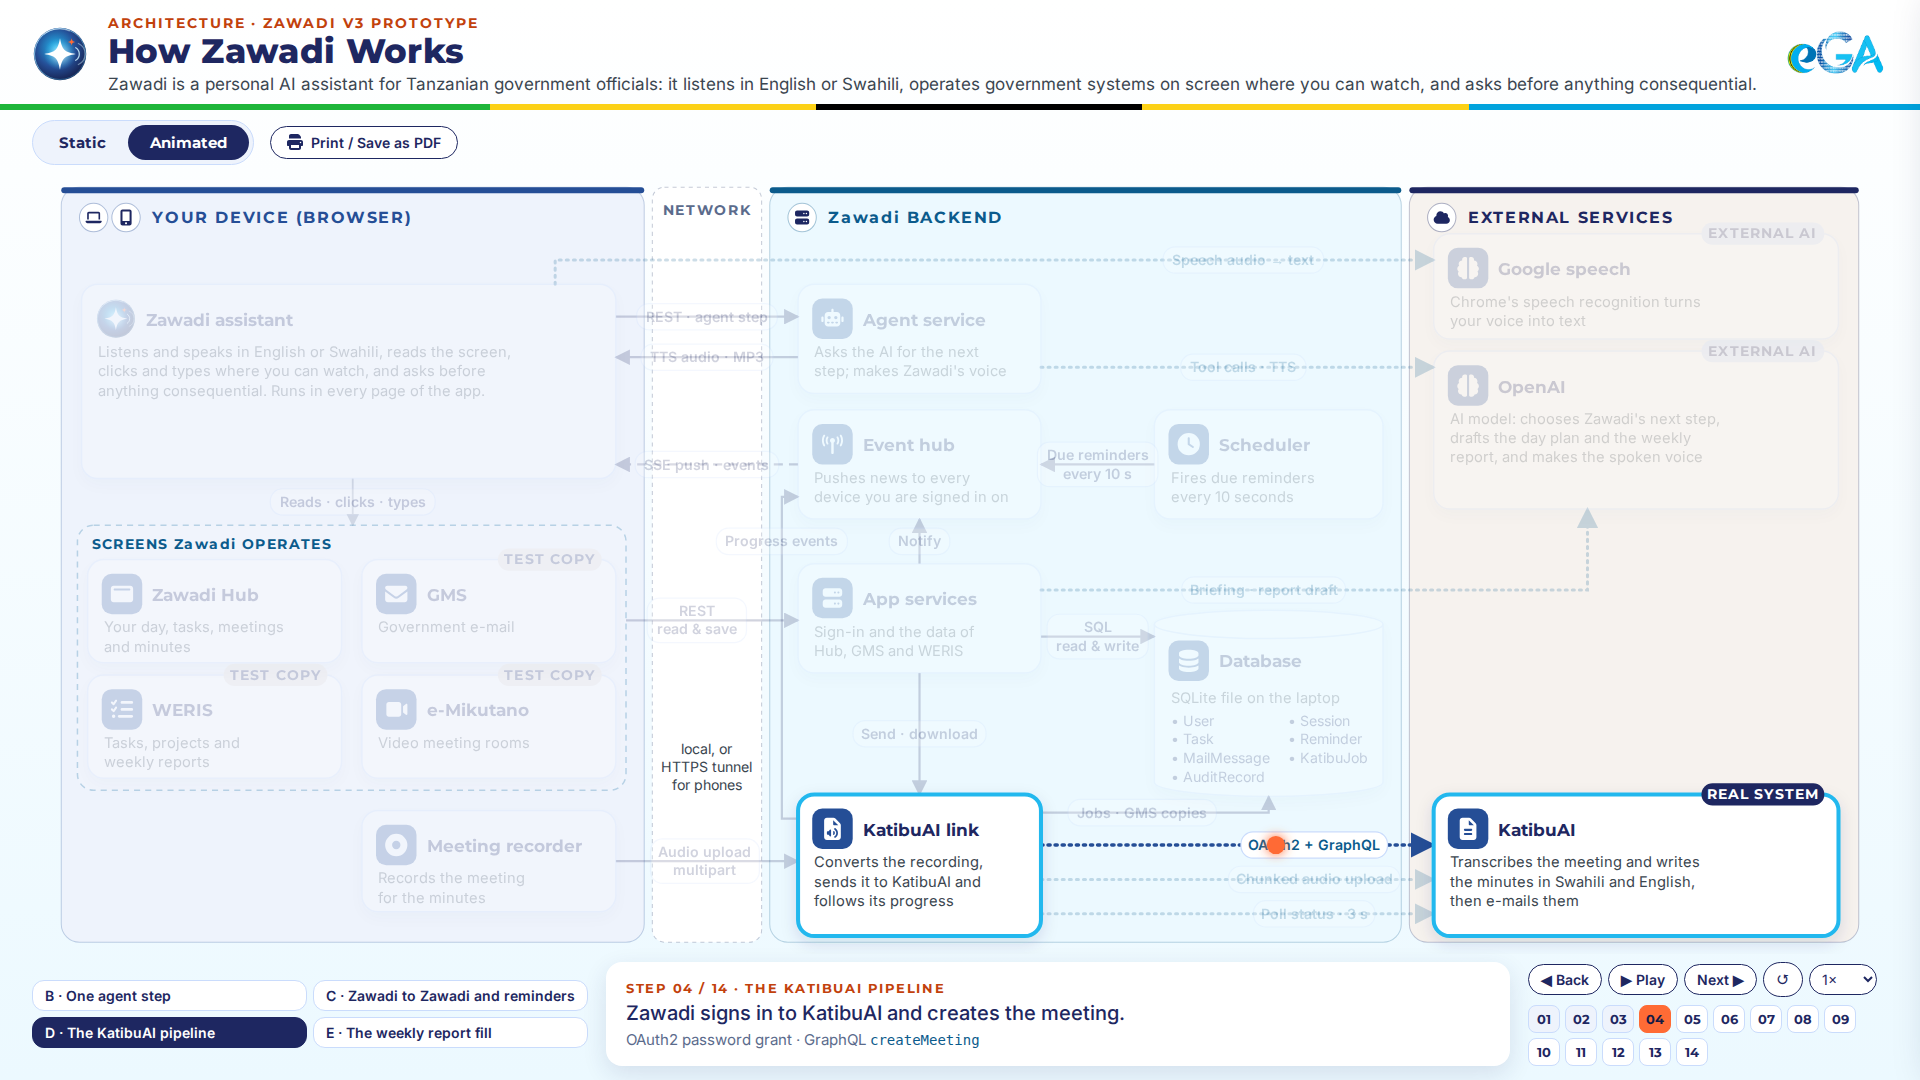 ARCHITECTURE · ZAWADI V3 PROTOTYPE
How Zawadi Works
Zawadi is a personal AI assistant for Tanzanian government officials: it listens in English or Swahili, operates government systems on screen where you can watch, and asks before anything consequential.
eGA
Static
Animated
Print / Save as PDF
YOUR DEVICE (BROWSER)
Zawadi assistant
Listens and speaks in English or Swahili, reads the screen,
clicks and types where you can watch, and asks before
anything consequential. Runs in every page of the app.
Reads · clicks · types
SCREENS Zawadi OPERATES
Zawadi Hub
Your day, tasks, meetings
and minutes
TEST COPY
GMS
Government e-mail
TEST COPY
WERIS
Tasks, projects and
weekly reports
TEST COPY
e-Mikutano
Video meeting rooms
Meeting recorder
Records the meeting
for the minutes
NETWORK
REST · agent step
TTS audio · MP3
SSE push · events
Progress events
REST
read & save
local, or
HTTPS tunnel
for phones
Audio upload
multipart
Zawadi BACKEND
Speech audio → text
Agent service
Asks the AI for the next
step; makes Zawadi's voice
Tool calls · TTS
Event hub
Pushes news to every
device you are signed in on
Due reminders
every 10 s
Scheduler
Fires due reminders
every 10 seconds
Notify
App services
Sign-in and the data of
Hub, GMS and WERIS
Briefing · report draft
SQL
read & write
Database
SQLite file on the laptop
• User
• Session
• Task
• Reminder
• MailMessage
• KatibuJob
• AuditRecord
Send · download
KatibuAI link
Converts the recording,
sends it to KatibuAI and
follows its progress
Jobs · GMS copies
OAuth2 + GraphQL
Chunked audio upload
Poll status · 3 s
EXTERNAL SERVICES
EXTERNAL AI
Google speech
Chrome's speech recognition turns
your voice into text
EXTERNAL AI
OpenAI
AI model: chooses Zawadi's next step,
drafts the day plan and the weekly
report, and makes the spoken voice
REAL SYSTEM
KatibuAI
Transcribes the meeting and writes
the minutes in Swahili and English,
then e-mails them
B · One agent step
C · Zawadi to Zawadi and reminders
D · The KatibuAI pipeline
E · The weekly report fill
STEP 04 / 14 · THE KATIBUAI PIPELINE
Zawadi signs in to KatibuAI and creates the meeting.
OAuth2 password grant · GraphQL createMeeting
◀ Back
▶ Play
Next ▶
↺
1×
01 02 03 04 05 06 07 08 09
10 11 12 13 14